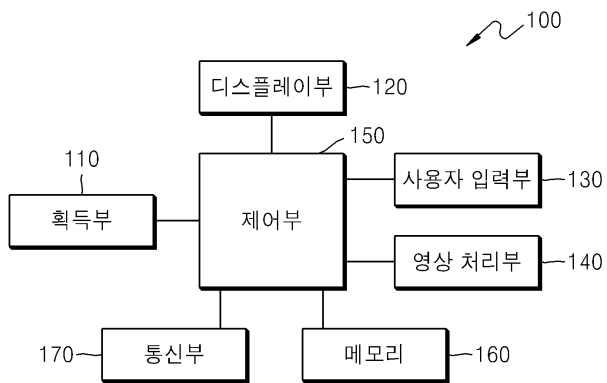 100
디스플레이부 120
150
110
사용자 입력부 130
획득부
제어부
영상 처리부 140
170 통신부
메모리 160